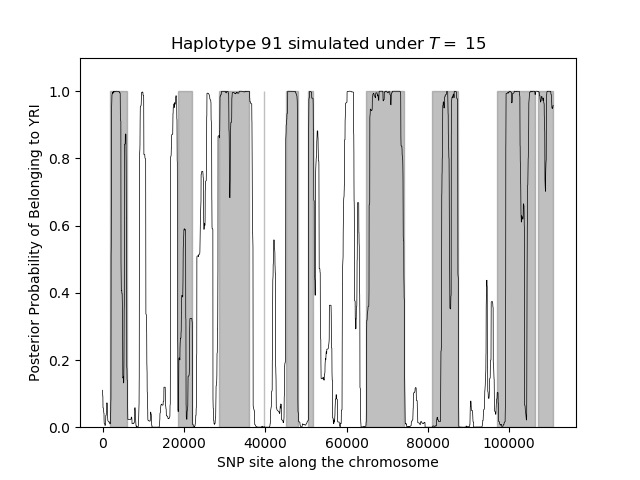 Haplotype 91 simulated under T = 15
Posterior Probability of Belonging to YRI
1.0
0.8
0.6
0.4
0.2
0.0
0 20000 40000 60000 80000 100000
SNP site along the chromosome